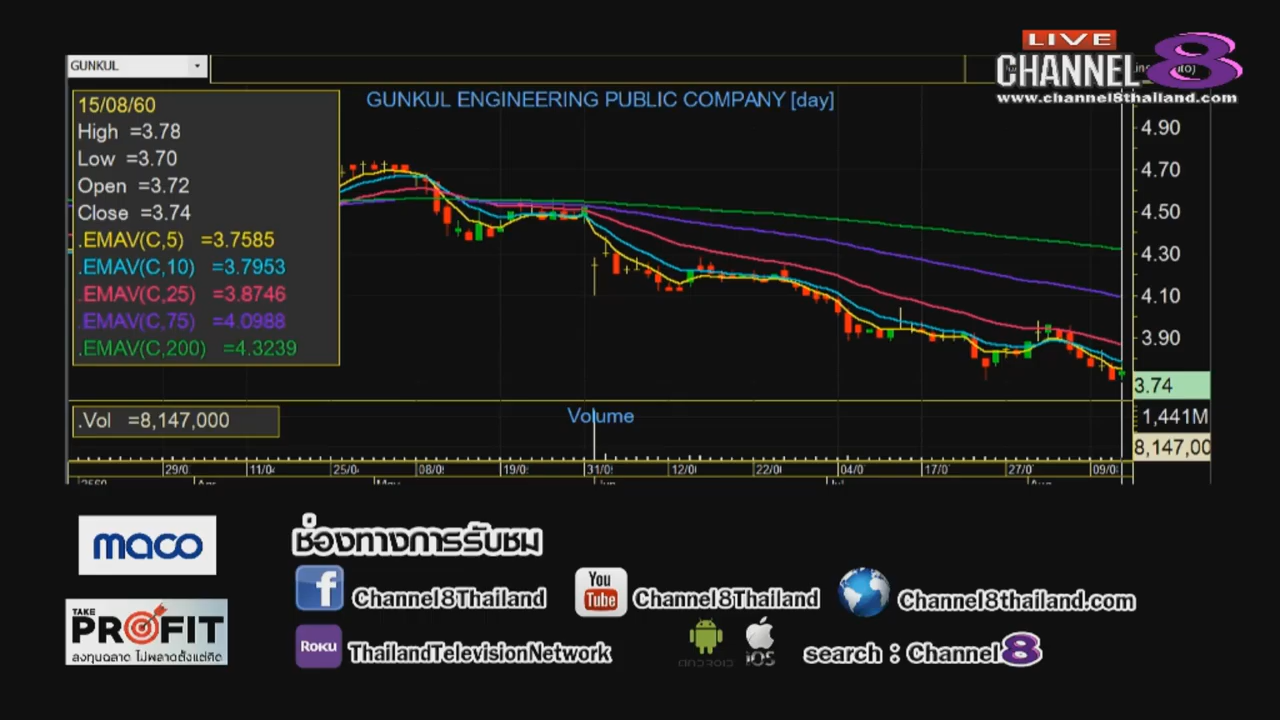 LIVE
CHANNEL 8
www.channel8thailand.com
GUNKUL
15/08/60
High =3.78
Low =3.70
Open =3.72
Close =3.74
.EMAV(C,5) =3.7585
.EMAV(C,10) =3.7953
.EMAV(C,25) =3.8746
.EMAV(C,75) =4.0988
.EMAV(C,200) =4.3239
GUNKUL ENGINEERING PUBLIC COMPANY [day]
4.90
4.70
4.50
4.30
4.10
3.90
3.74
.Vol =8,147,000
Volume
1,441M
8,147,00
29/0 11/0 25/0 08/0 19/0 31/0 12/0 22/0 04/0 17/0 27/0 09/0
maco
TAKE
PROFIT
ลงทุนฉลาด ไม่พลาดตั้งแต่คิด
ช่องทางการรับชม
f Channel8Thailand
You Tube Channel8Thailand
Channel8thailand.com
ROKU ThailandTelevisionNetwork
ANDROID iOS
search : Channel 8